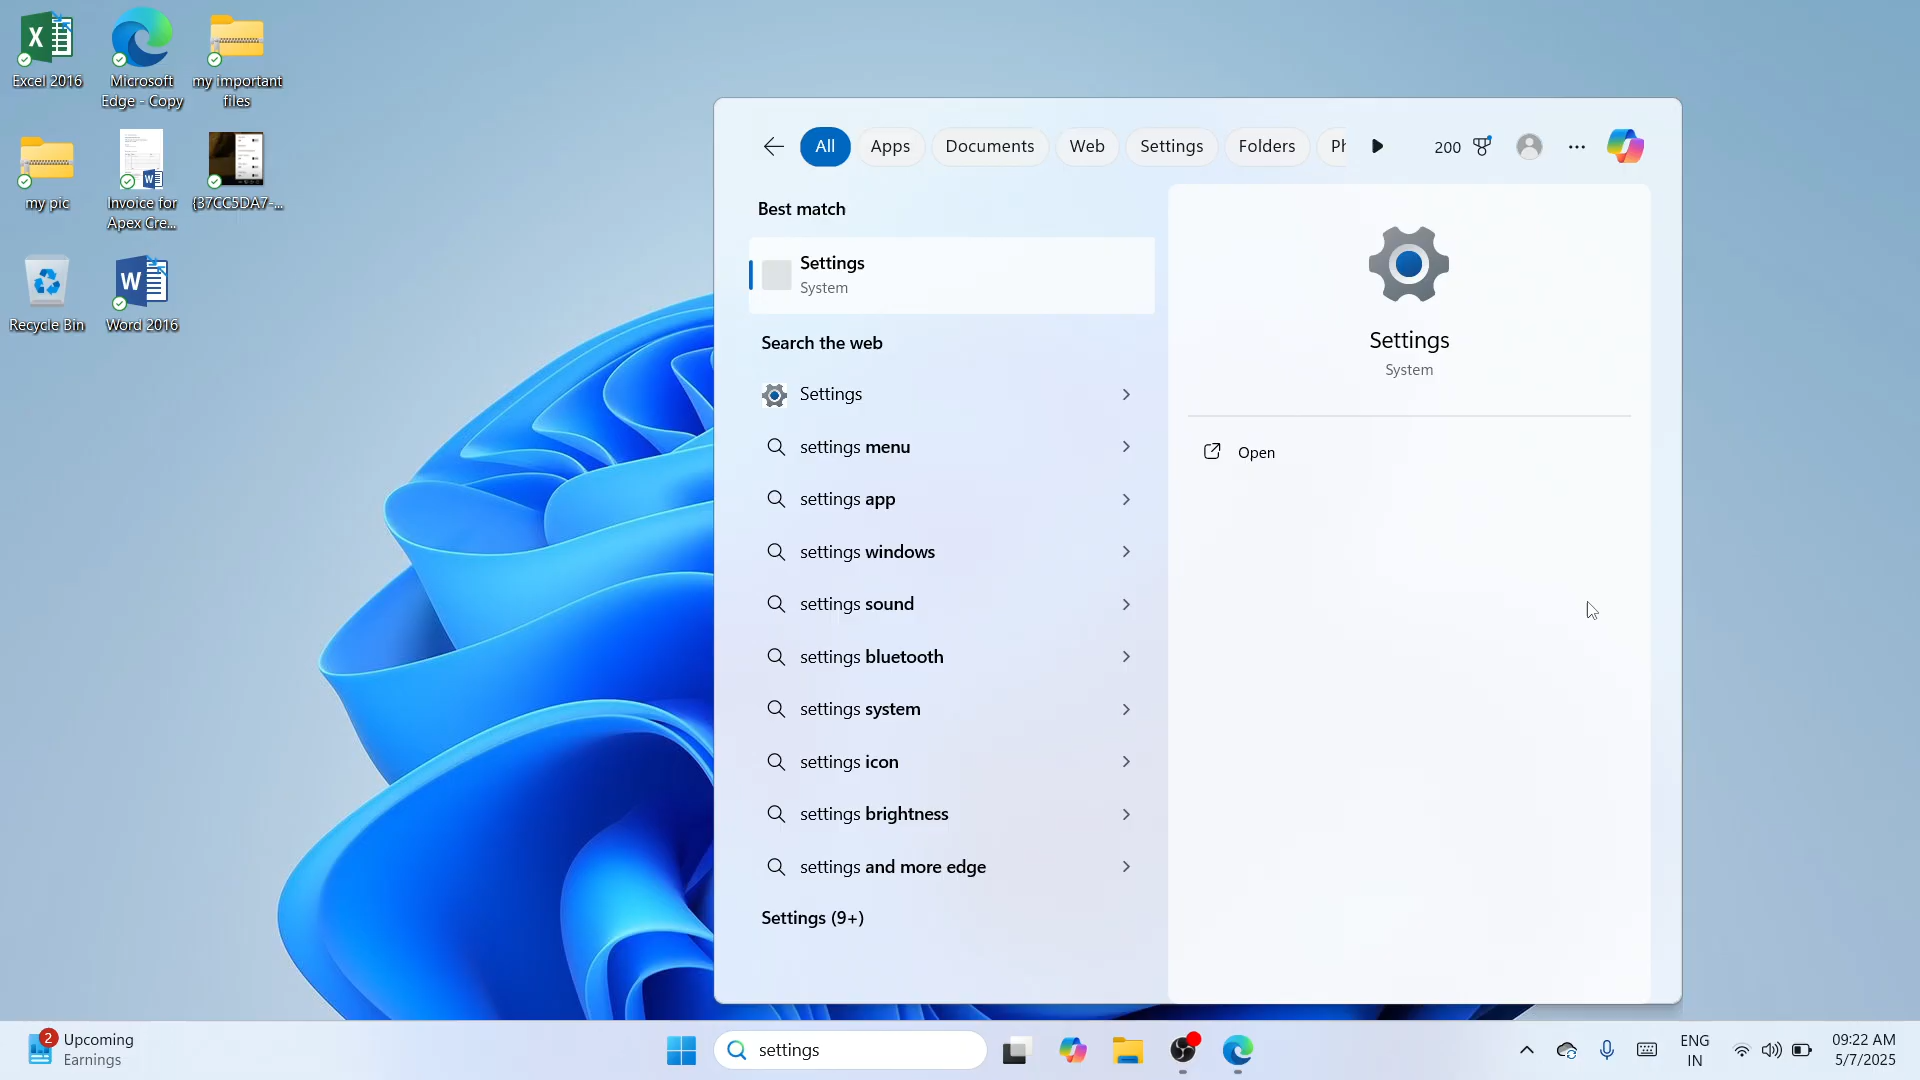 Excel 2016
Microsoft
Edge - Copy
my important
files
my pic
Invoice for
Apex Cre...
{37CC5DA7-...
Recycle Bin
Word 2016
All
Apps
Documents
Web
Settings
Folders
Ph
200
Best match
Settings
System
Search the web
Settings
settings menu
settings app
settings windows
settings sound
settings bluetooth
settings system
settings icon
settings brightness
settings and more edge
Settings (9+)
Settings
System
Open
2
Upcoming
Earnings
settings
ENG
IN
09:22 AM
5/7/2025